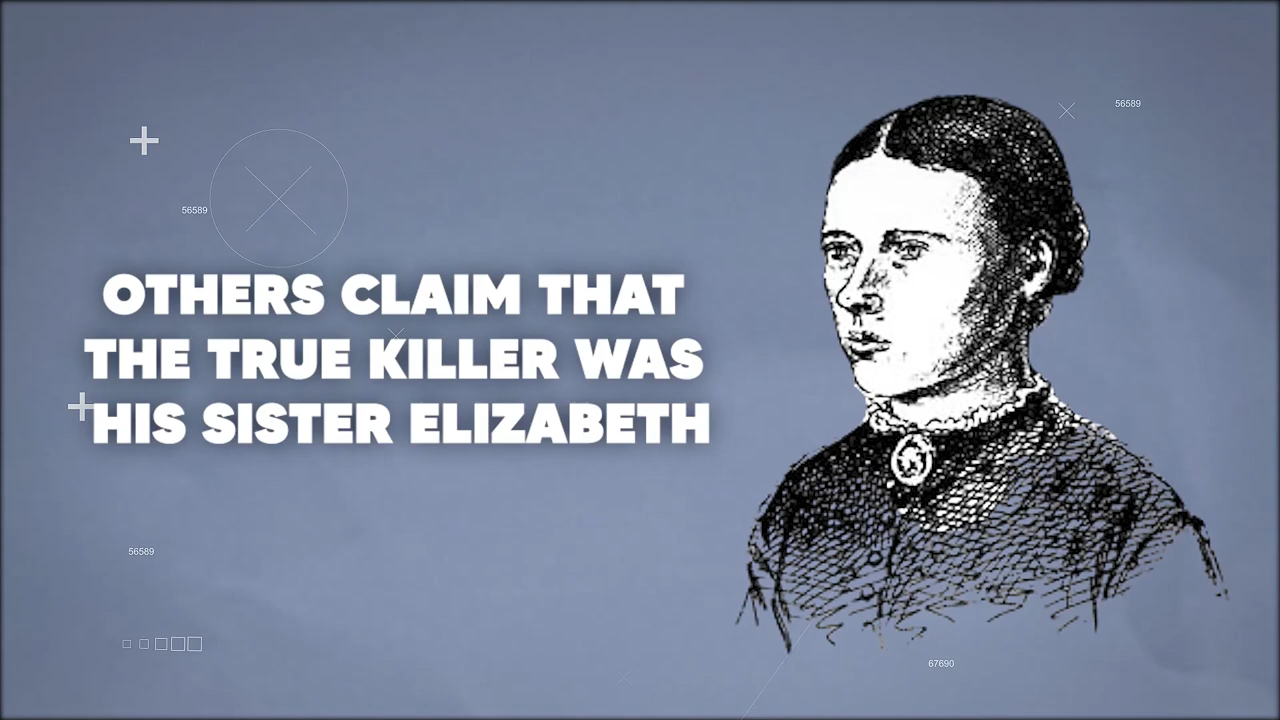 56589
56589
OTHERS CLAIM THAT
THE TRUE KILLER WAS
HIS SISTER ELIZABETH
56589
67690